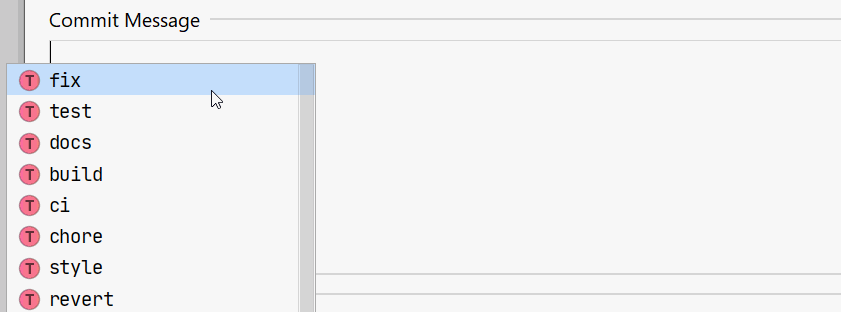 Commit Message
T fix
T test
T docs
T build
T ci
T chore
T style
T revert